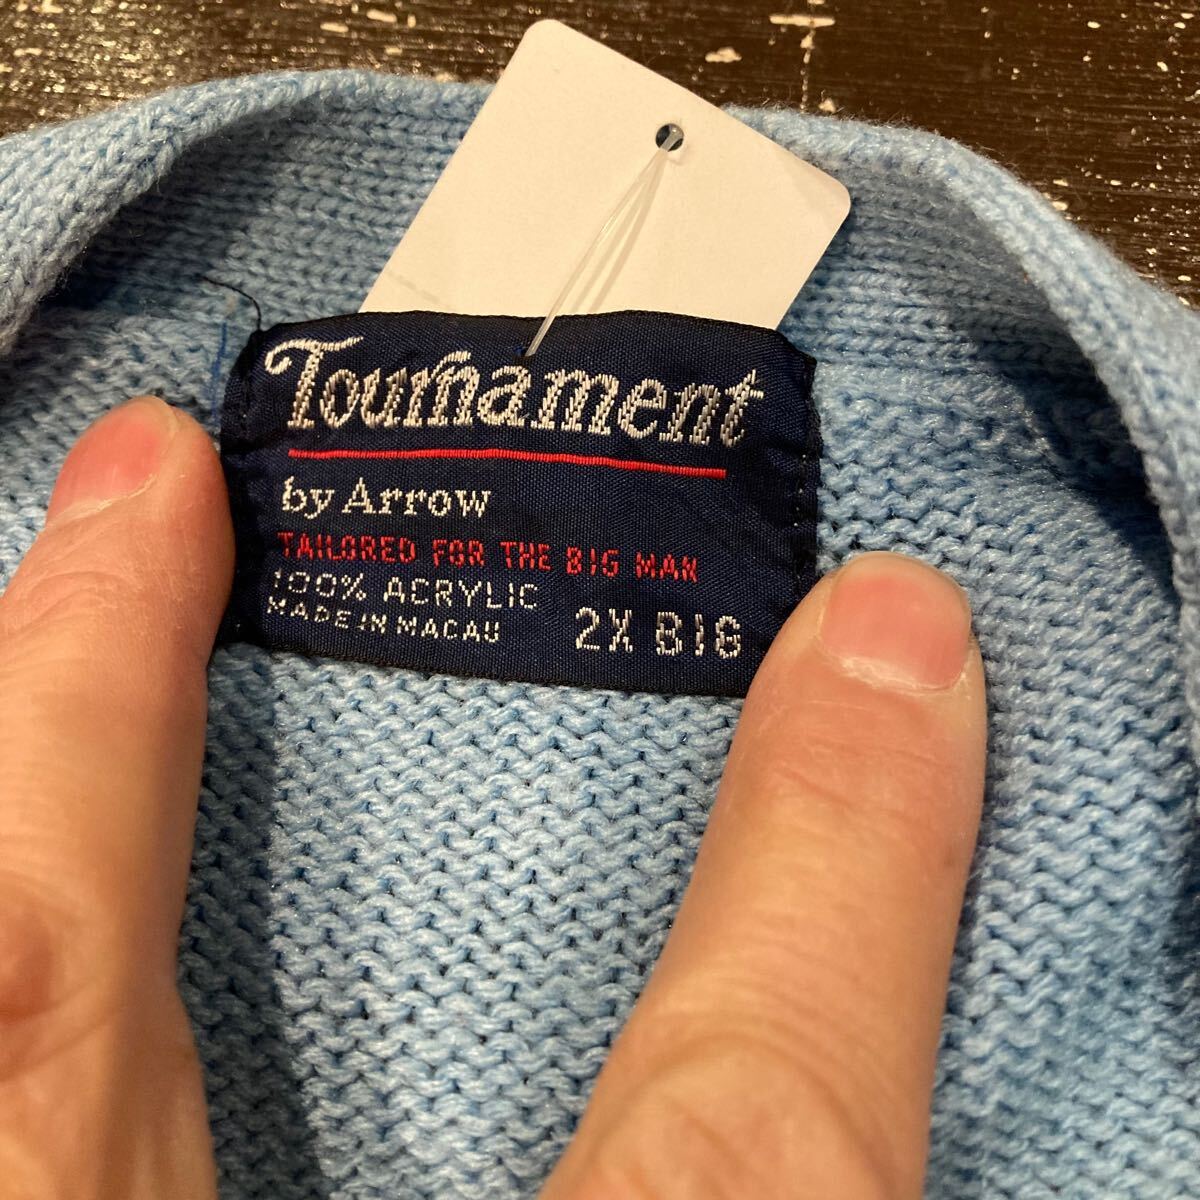 Tournament
by Arrow
TAILORED FOR THE BIG MAN
100% ACRYLIC
MADE IN MACAU
2X BIG